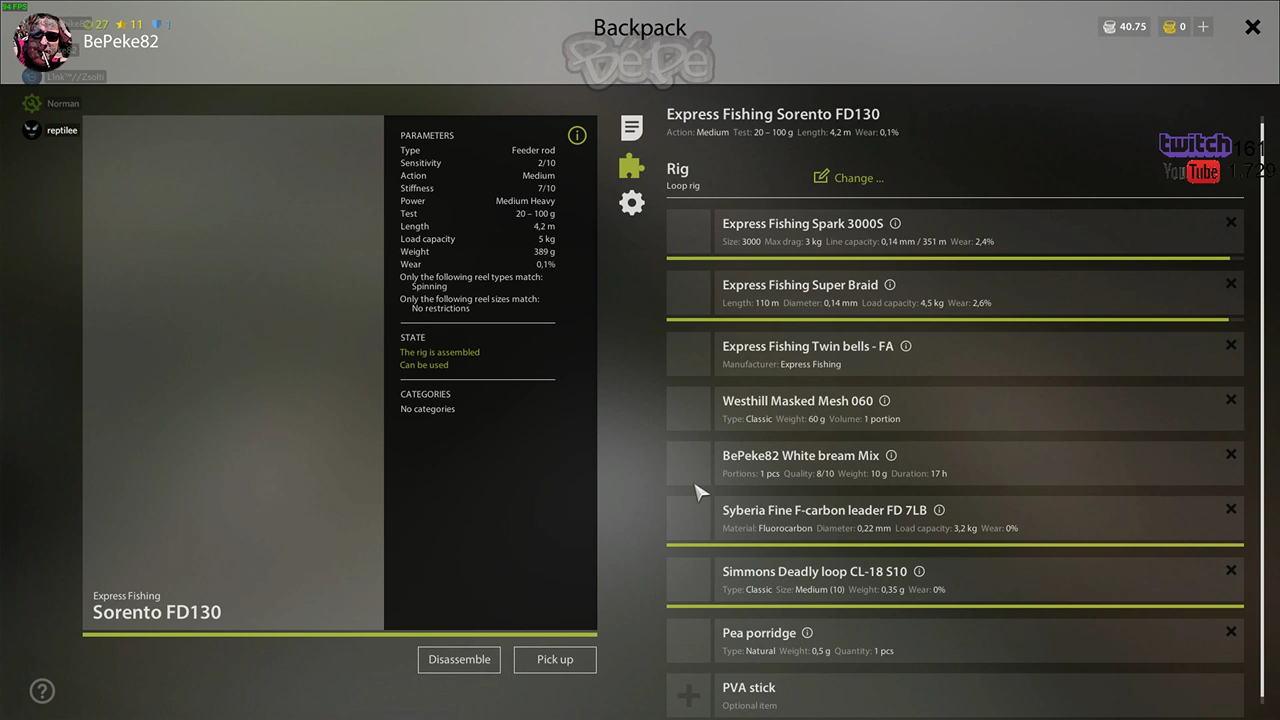 94 FPS
27 11 1
BePeke82
L1nk™//Zsolti
Norman
reptilee
Backpack
BéPé
40.75 0
twitch 161
YouTube 1.729
PARAMETERS
Type Feeder rod
Sensitivity 2/10
Action Medium
Stiffness 7/10
Power Medium Heavy
Test 20 – 100 g
Length 4,2 m
Load capacity 5 kg
Weight 389 g
Wear 0,1%
Only the following reel types match:
Spinning
Only the following reel sizes match:
No restrictions
STATE
The rig is assembled
Can be used
CATEGORIES
No categories
Express Fishing
Sorento FD130
Disassemble Pick up
Express Fishing Sorento FD130
Action: Medium Test: 20 – 100 g Length: 4,2 m Wear: 0,1%
Rig
Loop rig
Change ...
Express Fishing Spark 3000S
Size: 3000 Max drag: 3 kg Line capacity: 0,14 mm / 351 m Wear: 2,4%
Express Fishing Super Braid
Length: 110 m Diameter: 0,14 mm Load capacity: 4,5 kg Wear: 2,6%
Express Fishing Twin bells - FA
Manufacturer: Express Fishing
Westhill Masked Mesh 060
Type: Classic Weight: 60 g Volume: 1 portion
BePeke82 White bream Mix
Portions: 1 pcs Quality: 8/10 Weight: 10 g Duration: 17 h
Syberia Fine F-carbon leader FD 7LB
Material: Fluorocarbon Diameter: 0,22 mm Load capacity: 3,2 kg Wear: 0%
Simmons Deadly loop CL-18 S10
Type: Classic Size: Medium (10) Weight: 0,35 g Wear: 0%
Pea porridge
Type: Natural Weight: 0,5 g Quantity: 1 pcs
PVA stick
Optional item